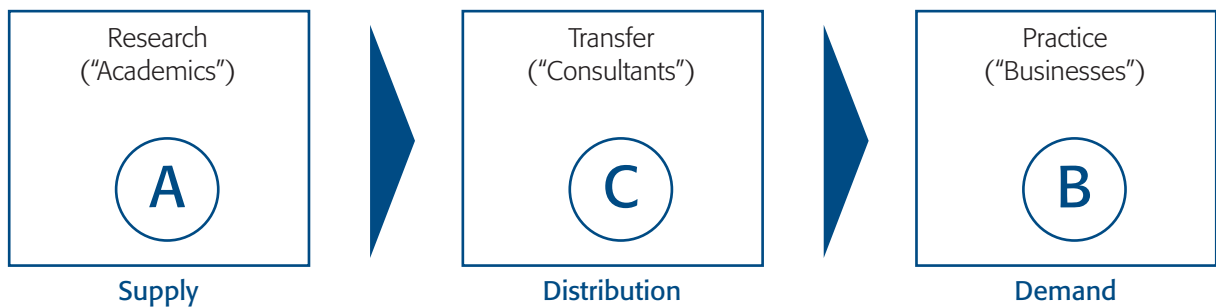 Research
(“Academics”)
A
Supply
Transfer
(“Consultants”)
C
Distribution
Practice
(“Businesses”)
B
Demand